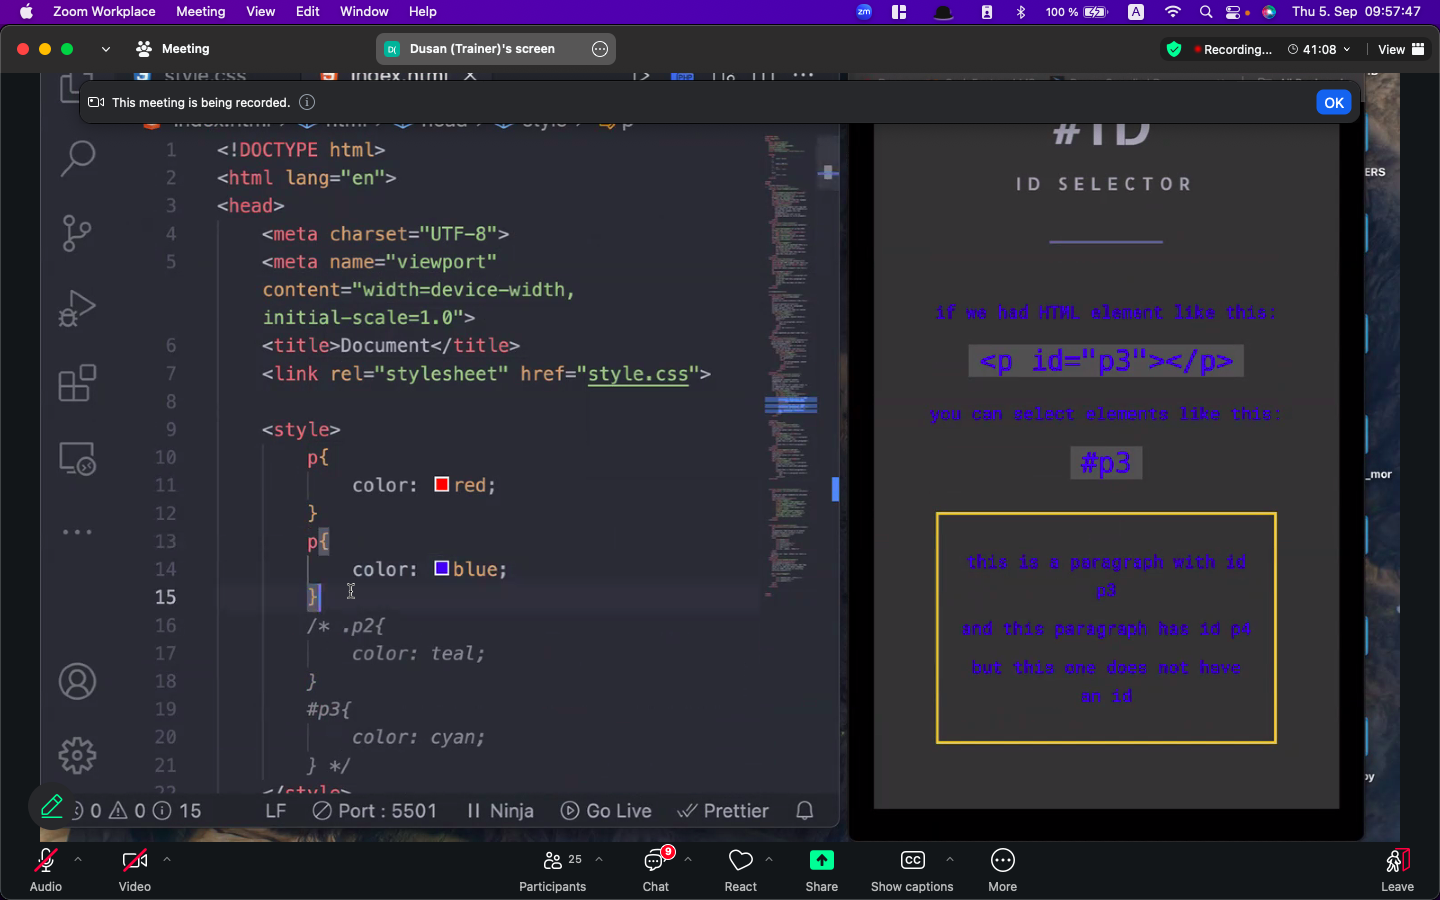 Zoom Workplace Meeting View Edit Window Help
zm 100 % A Thu 5. Sep 09:57:47
Meeting
D( Dusan (Trainer)'s screen
Recording... 41:08 View
style.css index.html
This meeting is being recorded. OK
index.html > html > head > style > p
1 <!DOCTYPE html>
2 <html lang="en">
3 <head>
4 <meta charset="UTF-8">
5 <meta name="viewport"
content="width=device-width,
initial-scale=1.0">
6 <title>Document</title>
7 <link rel="stylesheet" href="style.css">
8
9 <style>
10 p{
11 color: red;
12 }
13 p{
14 color: blue;
15 }
16 /* .p2{
17 color: teal;
18 }
19 #p3{
20 color: cyan;
21 } */
22 </style>
0 0 15 LF Port : 5501 Ninja Go Live Prettier
#ID
ID SELECTOR
if we had HTML element like this:
<p id="p3"></p>
you can select elements like this:
#p3
this is a paragraph with id
p3
and this paragraph has id p4
but this one does not have
an id
ERS
_mor
Audio Video Participants 25 Chat 9 React Share CC Show captions More Leave